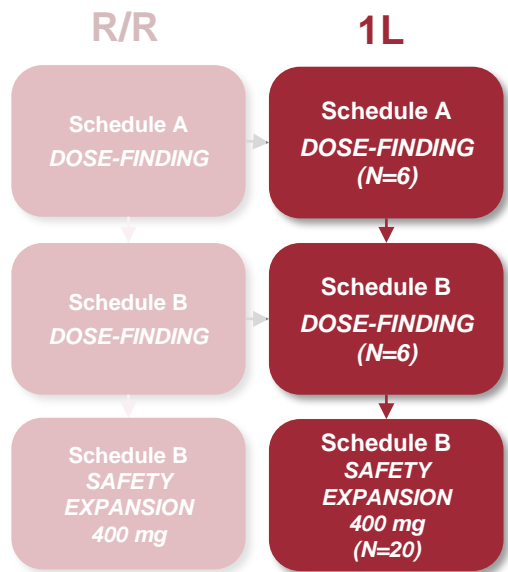 R/R
1L
Schedule A
DOSE-FINDING
Schedule A
DOSE-FINDING
(N=6)
Schedule B
DOSE-FINDING
Schedule B
DOSE-FINDING
(N=6)
Schedule B
SAFETY
EXPANSION
400 mg
Schedule B
SAFETY
EXPANSION
400 mg
(N=20)